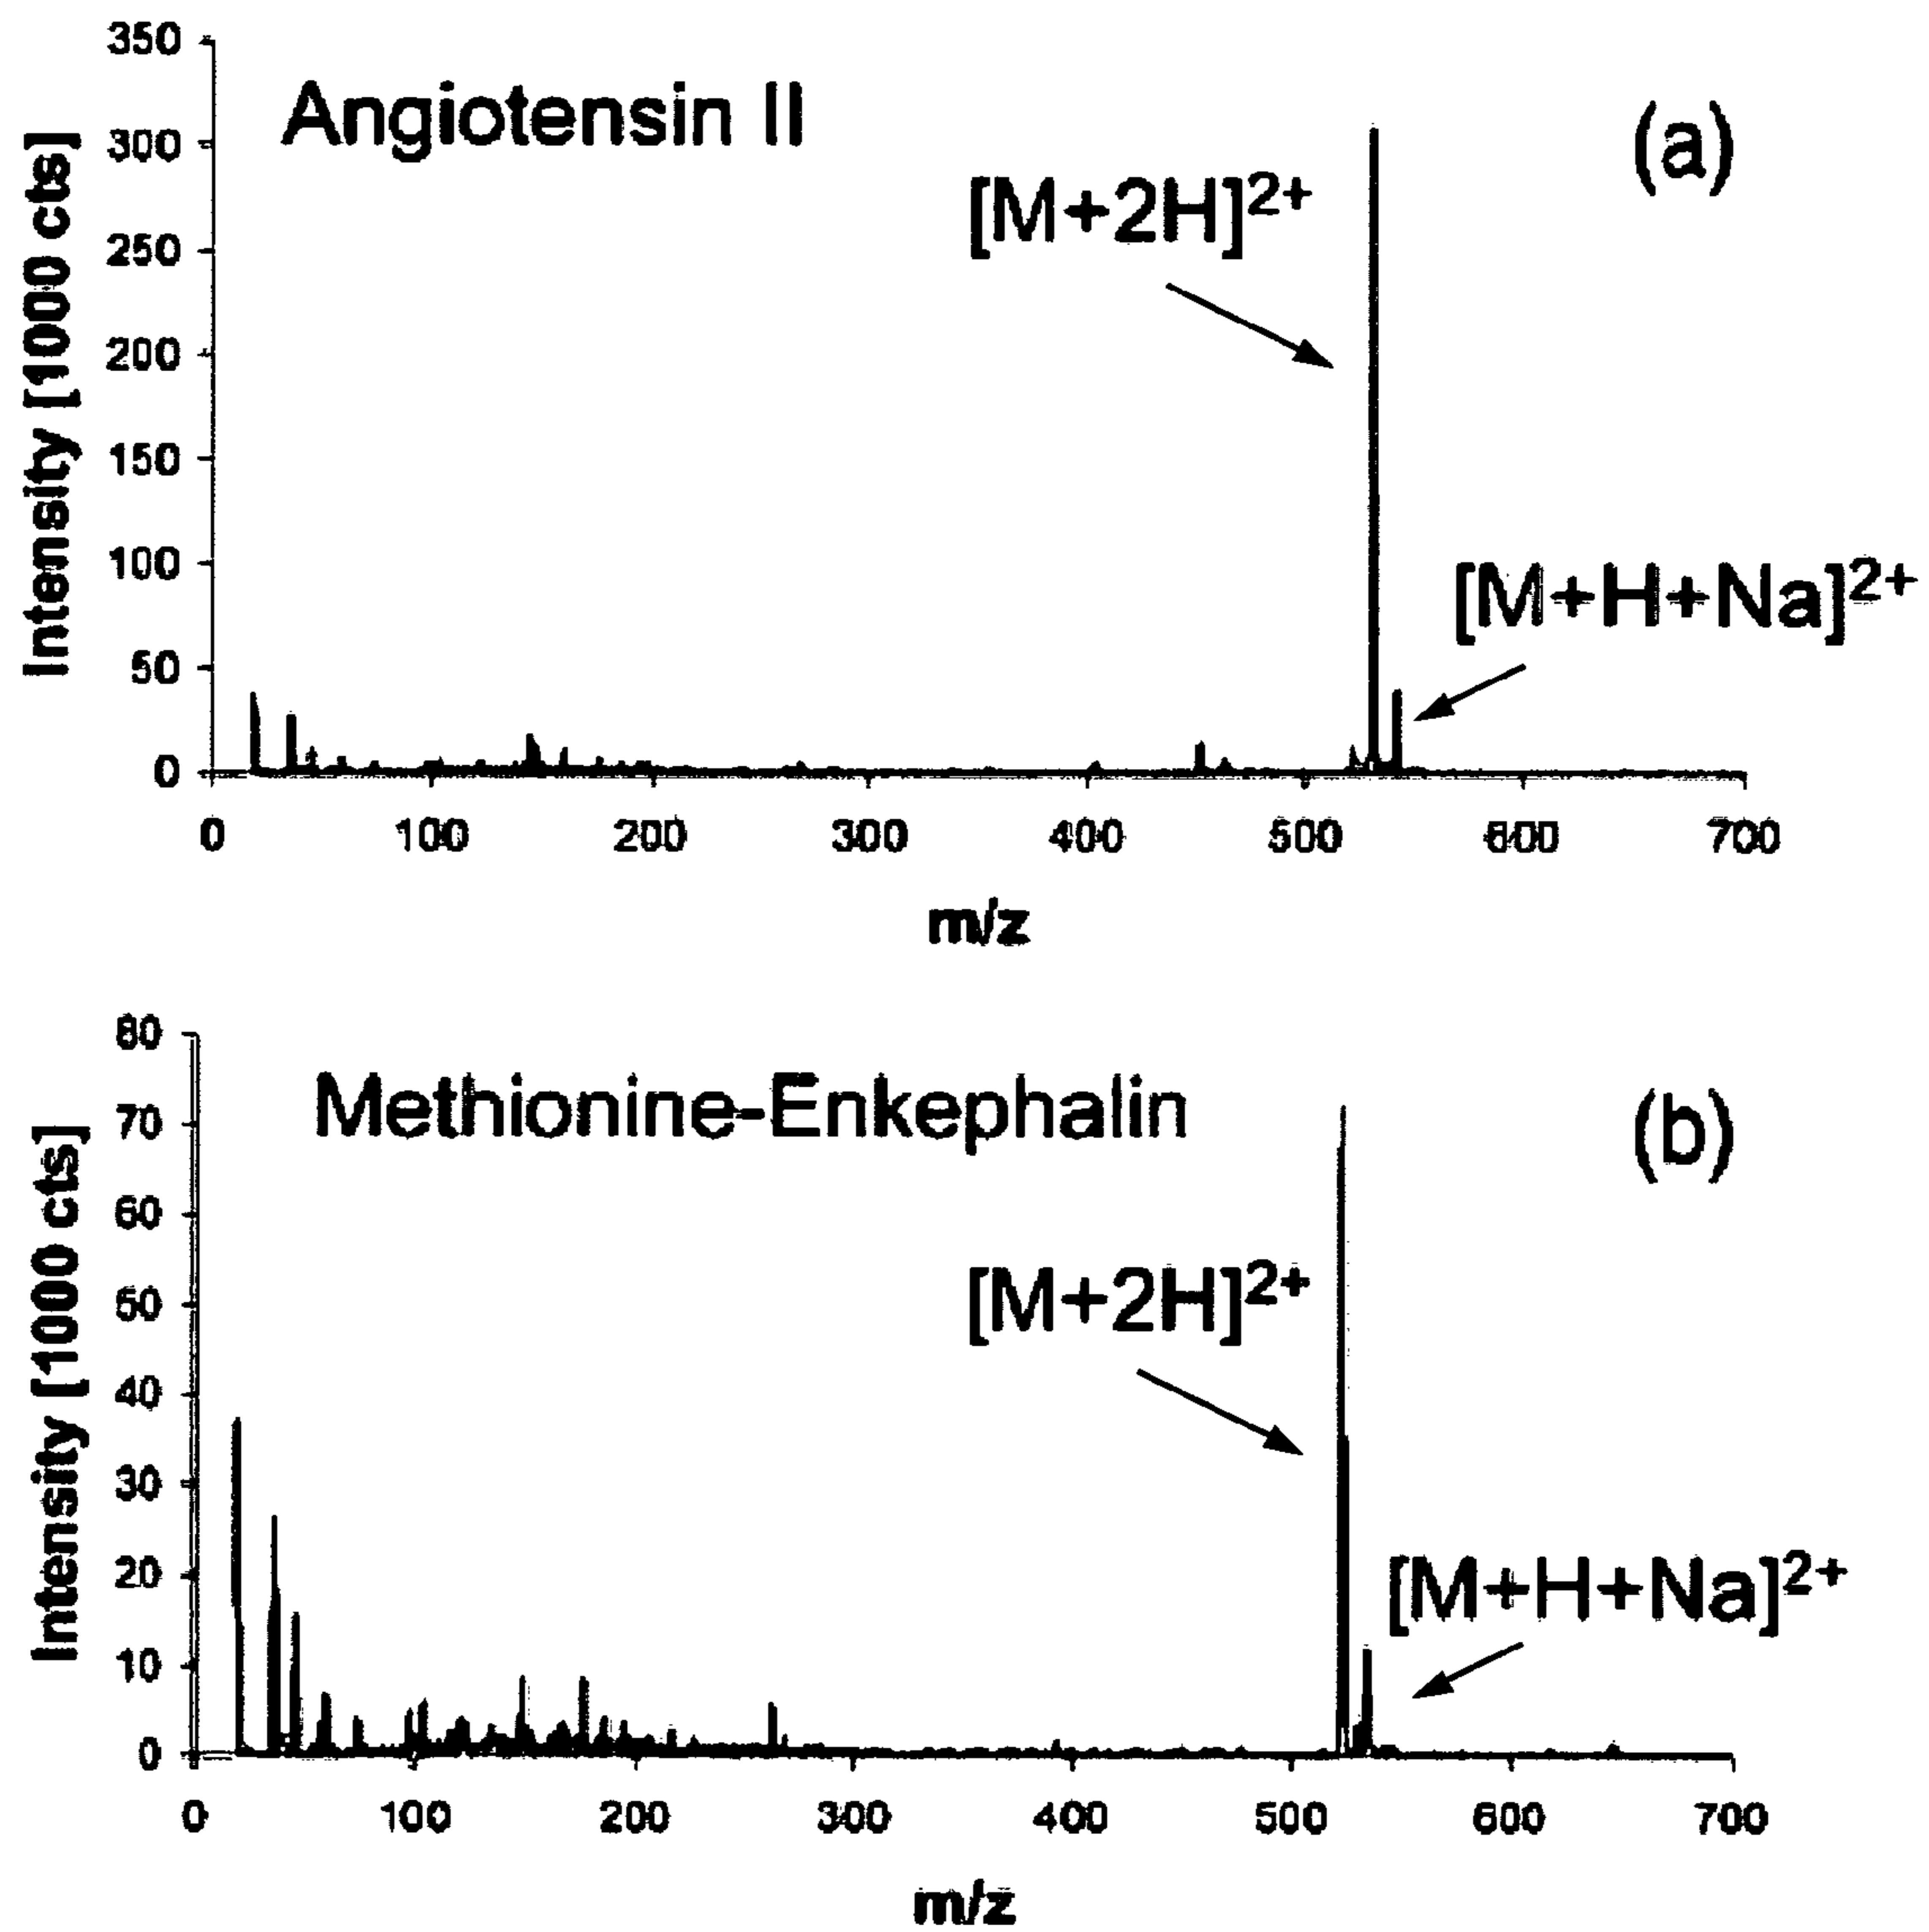 350
Angiotensin II
(a)
300
[M+2H]²⁺
250
200
150
100
[M+H+Na]²⁺
50
0
Intensity [1000 cts]
0 100 200 300 400 500 600 700
m/z
80
Methionine-Enkephalin
(b)
70
60
[M+2H]²⁺
50
40
30
[M+H+Na]²⁺
20
10
0
Intensity [1000 cts]
0 100 200 300 400 500 600 700
m/z